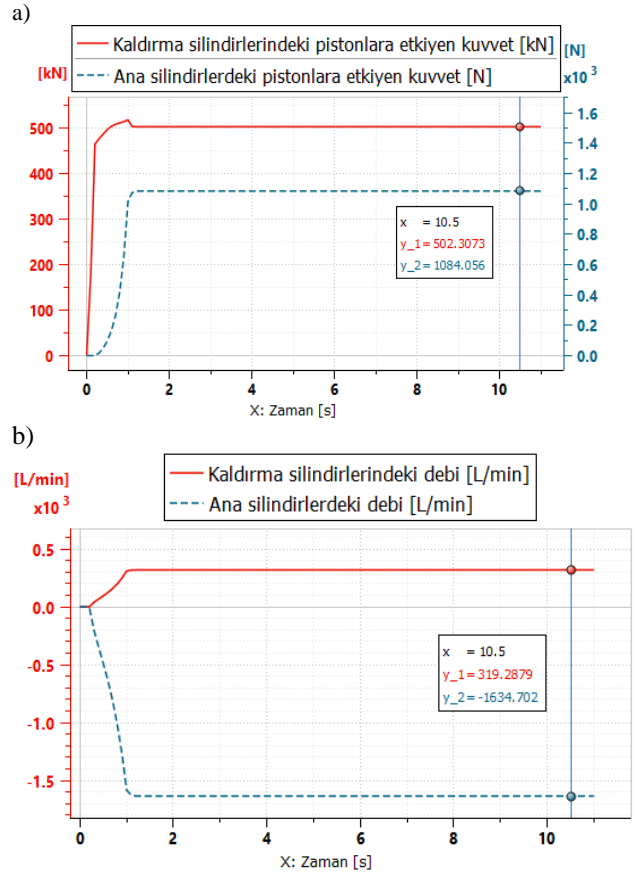 a)
Kaldırma silindirlerindeki pistonlara etkiyen kuvvet [kN]
Ana silindirlerdeki pistonlara etkiyen kuvvet [N]
[kN]
[N]
x10³
500
400
300
200
100
0
1.6
1.4
1.2
1.0
0.8
0.6
0.4
0.2
0.0
x = 10.5
y_1 = 502.3073
y_2 = 1084.056
0 2 4 6 8 10
X: Zaman [s]
b)
Kaldırma silindirlerindeki debi [L/min]
Ana silindirlerdeki debi [L/min]
[L/min]
x10³
0.5
0.0
-0.5
-1.0
-1.5
x = 10.5
y_1 = 319.2879
y_2 = -1634.702
0 2 4 6 8 10
X: Zaman [s]